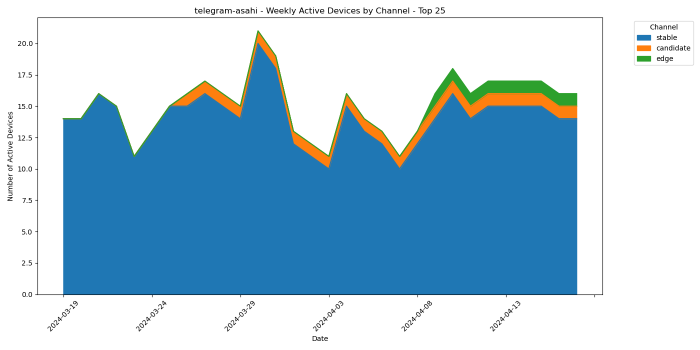 telegram-asahi - Weekly Active Devices by Channel - Top 25
Channel
stable
candidate
edge
Number of Active Devices
20.0
17.5
15.0
12.5
10.0
7.5
5.0
2.5
0.0
2024-03-19
2024-03-24
2024-03-29
2024-04-03
2024-04-08
2024-04-13
Date